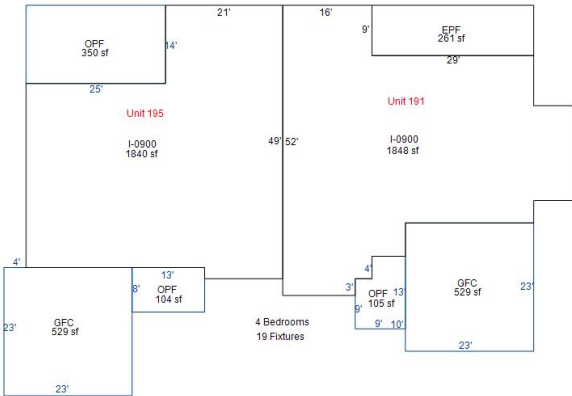 21'
16'
OPF
350 sf
14'
9'
EPF
261 sf
25'
29'
Unit 195
Unit 191
I-0900
1840 sf
49'
52'
I-0900
1848 sf
4'
13'
4'
8'
OPF
104 sf
3'
OPF
105 sf
13'
GFC
529 sf
23'
23'
GFC
529 sf
9'
9'
10'
4 Bedrooms
19 Fixtures
23'
23'